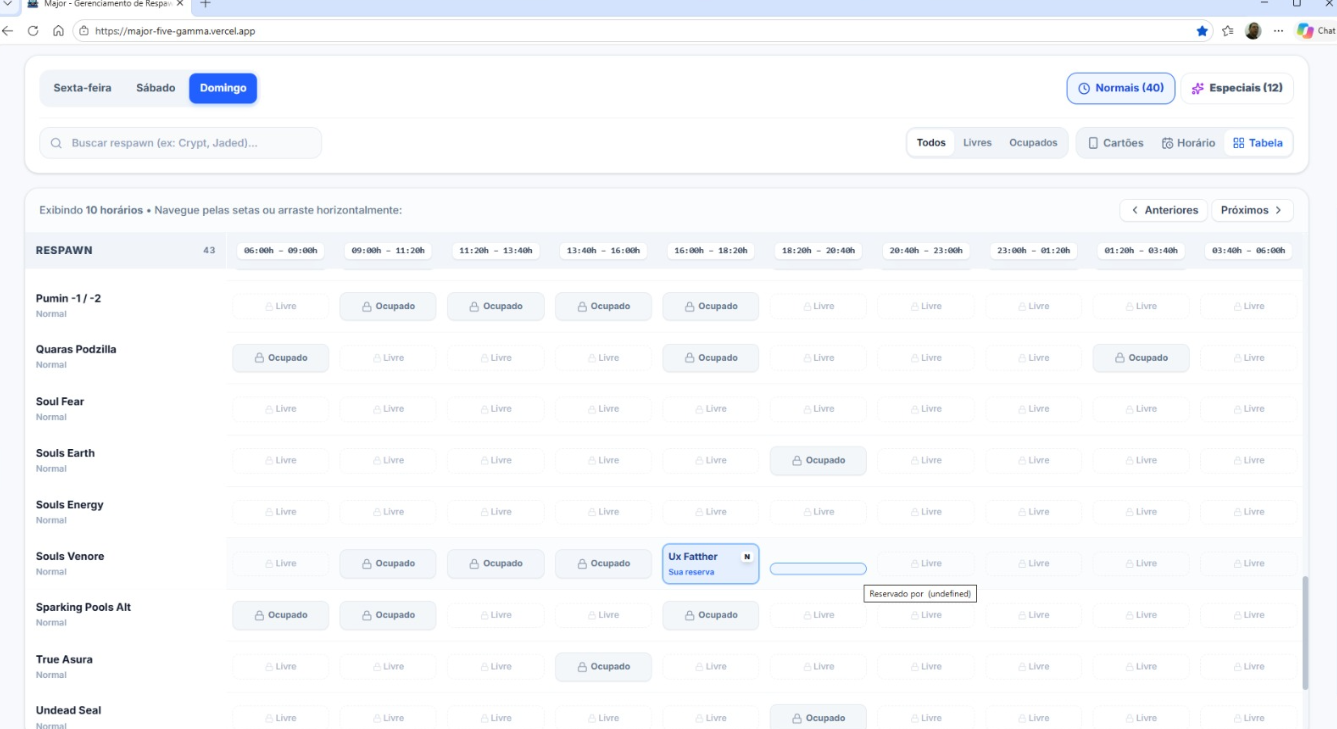 Major - Gerenciamento de Respaw
https://major-five-gamma.vercel.app
Chat
Sexta-feira Sábado Domingo Normais (40) Especiais (12)
Buscar respawn (ex: Crypt, Jaded)... Todos Livres Ocupados Cartões Horário Tabela
Exibindo 10 horários • Navegue pelas setas ou arraste horizontalmente: Anteriores Próximos
RESPAWN 43 06:00h - 09:00h 09:00h - 11:20h 11:20h - 13:40h 13:40h - 16:00h 16:00h - 18:20h 18:20h - 20:40h 20:40h - 23:00h 23:00h - 01:20h 01:20h - 03:40h 03:40h - 06:00h
Pumin -1 / -2
Normal
Livre Ocupado Ocupado Ocupado Ocupado Livre Livre Livre Livre Livre
Quaras Podzilla
Normal
Ocupado Livre Livre Livre Ocupado Livre Livre Livre Ocupado Livre
Soul Fear
Normal
Livre Livre Livre Livre Livre Livre Livre Livre Livre Livre
Souls Earth
Normal
Livre Livre Livre Livre Livre Ocupado Livre Livre Livre Livre
Souls Energy
Normal
Livre Livre Livre Livre Livre Livre Livre Livre Livre Livre
Souls Venore
Normal
Livre Ocupado Ocupado Ocupado Ux Fatther N Livre Livre Livre Livre
Sua reserva
Reservado por (undefined)
Sparking Pools Alt
Normal
Ocupado Ocupado Livre Livre Ocupado Livre Livre Livre Livre Livre
True Asura
Normal
Livre Livre Livre Ocupado Livre Livre Livre Livre Livre Livre
Undead Seal
Normal
Livre Livre Livre Livre Livre Ocupado Livre Livre Livre Livre